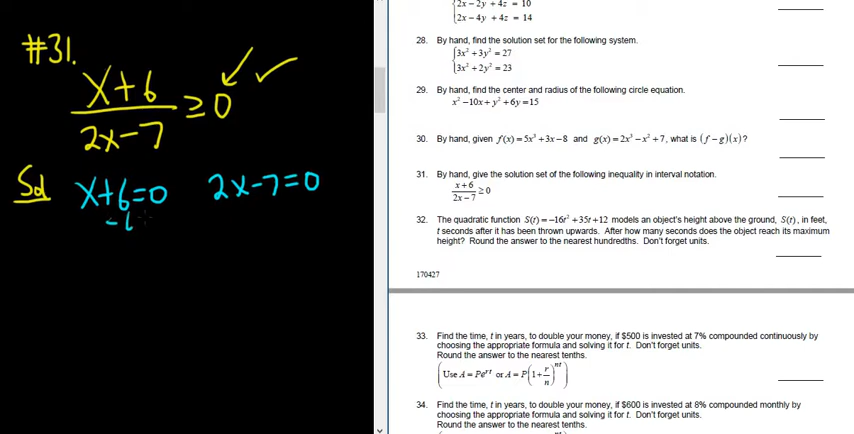 #31.
x+6
2x-7
≥0
Sol x+6=0 2x-7=0
-6
2x-2y+4z=10
2x-4y+4z=14
28. By hand, find the solution set for the following system.
{3x²+3y²=27
3x²+2y²=23
29. By hand, find the center and radius of the following circle equation.
x²-10x+y²+6y=15
30. By hand, given f(x)=5x³+3x-8 and g(x)=2x³-x²+7, what is (f-g)(x)?
31. By hand, give the solution set of the following inequality in interval notation.
x+6
2x-7
≥0
32. The quadratic function S(t)=-16t²+35t+12 models an object's height above the ground, S(t), in feet,
t seconds after it has been thrown upwards. After how many seconds does the object reach its maximum
height? Round the answer to the nearest hundredths. Don't forget units.
170427
33. Find the time, t in years, to double your money, if $500 is invested at 7% compounded continuously by
choosing the appropriate formula and solving it for t. Don't forget units.
Round the answer to the nearest tenths.
(Use A=Pe^rt or A=P(1+r/n)^nt)
34. Find the time, t in years, to double your money, if $600 is invested at 8% compounded monthly by
choosing the appropriate formula and solving it for t. Don't forget units.
Round the answer to the nearest tenths.